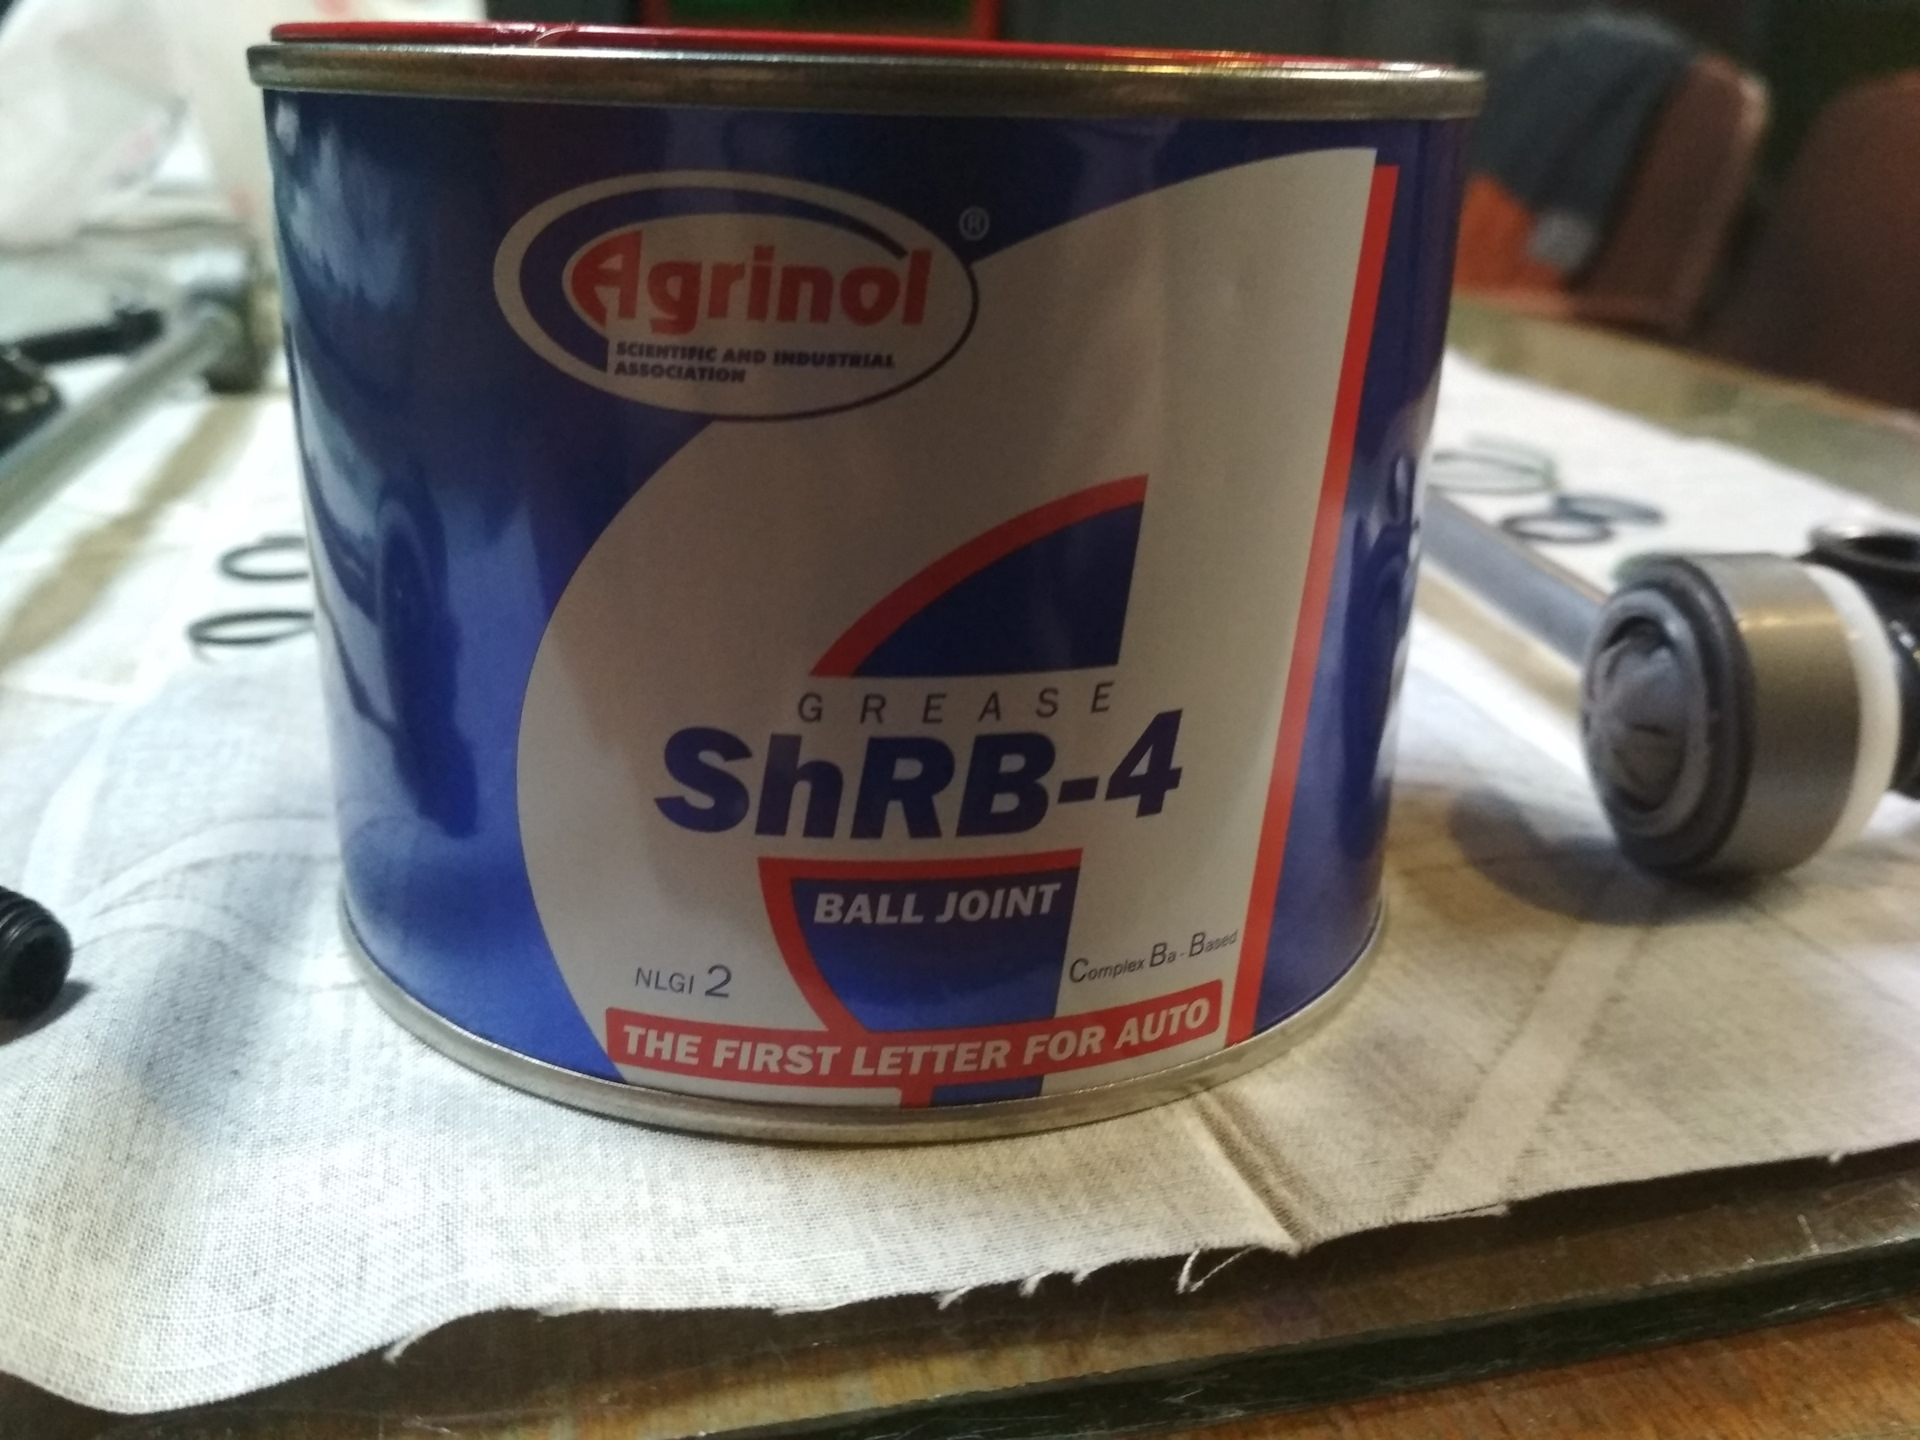 Agrinol ®
SCIENTIFIC AND INDUSTRIAL
ASSOCIATION
GREASE
ShRB-4
BALL JOINT
NLGI 2
Complex Ba-Based
THE FIRST LETTER FOR AUTO